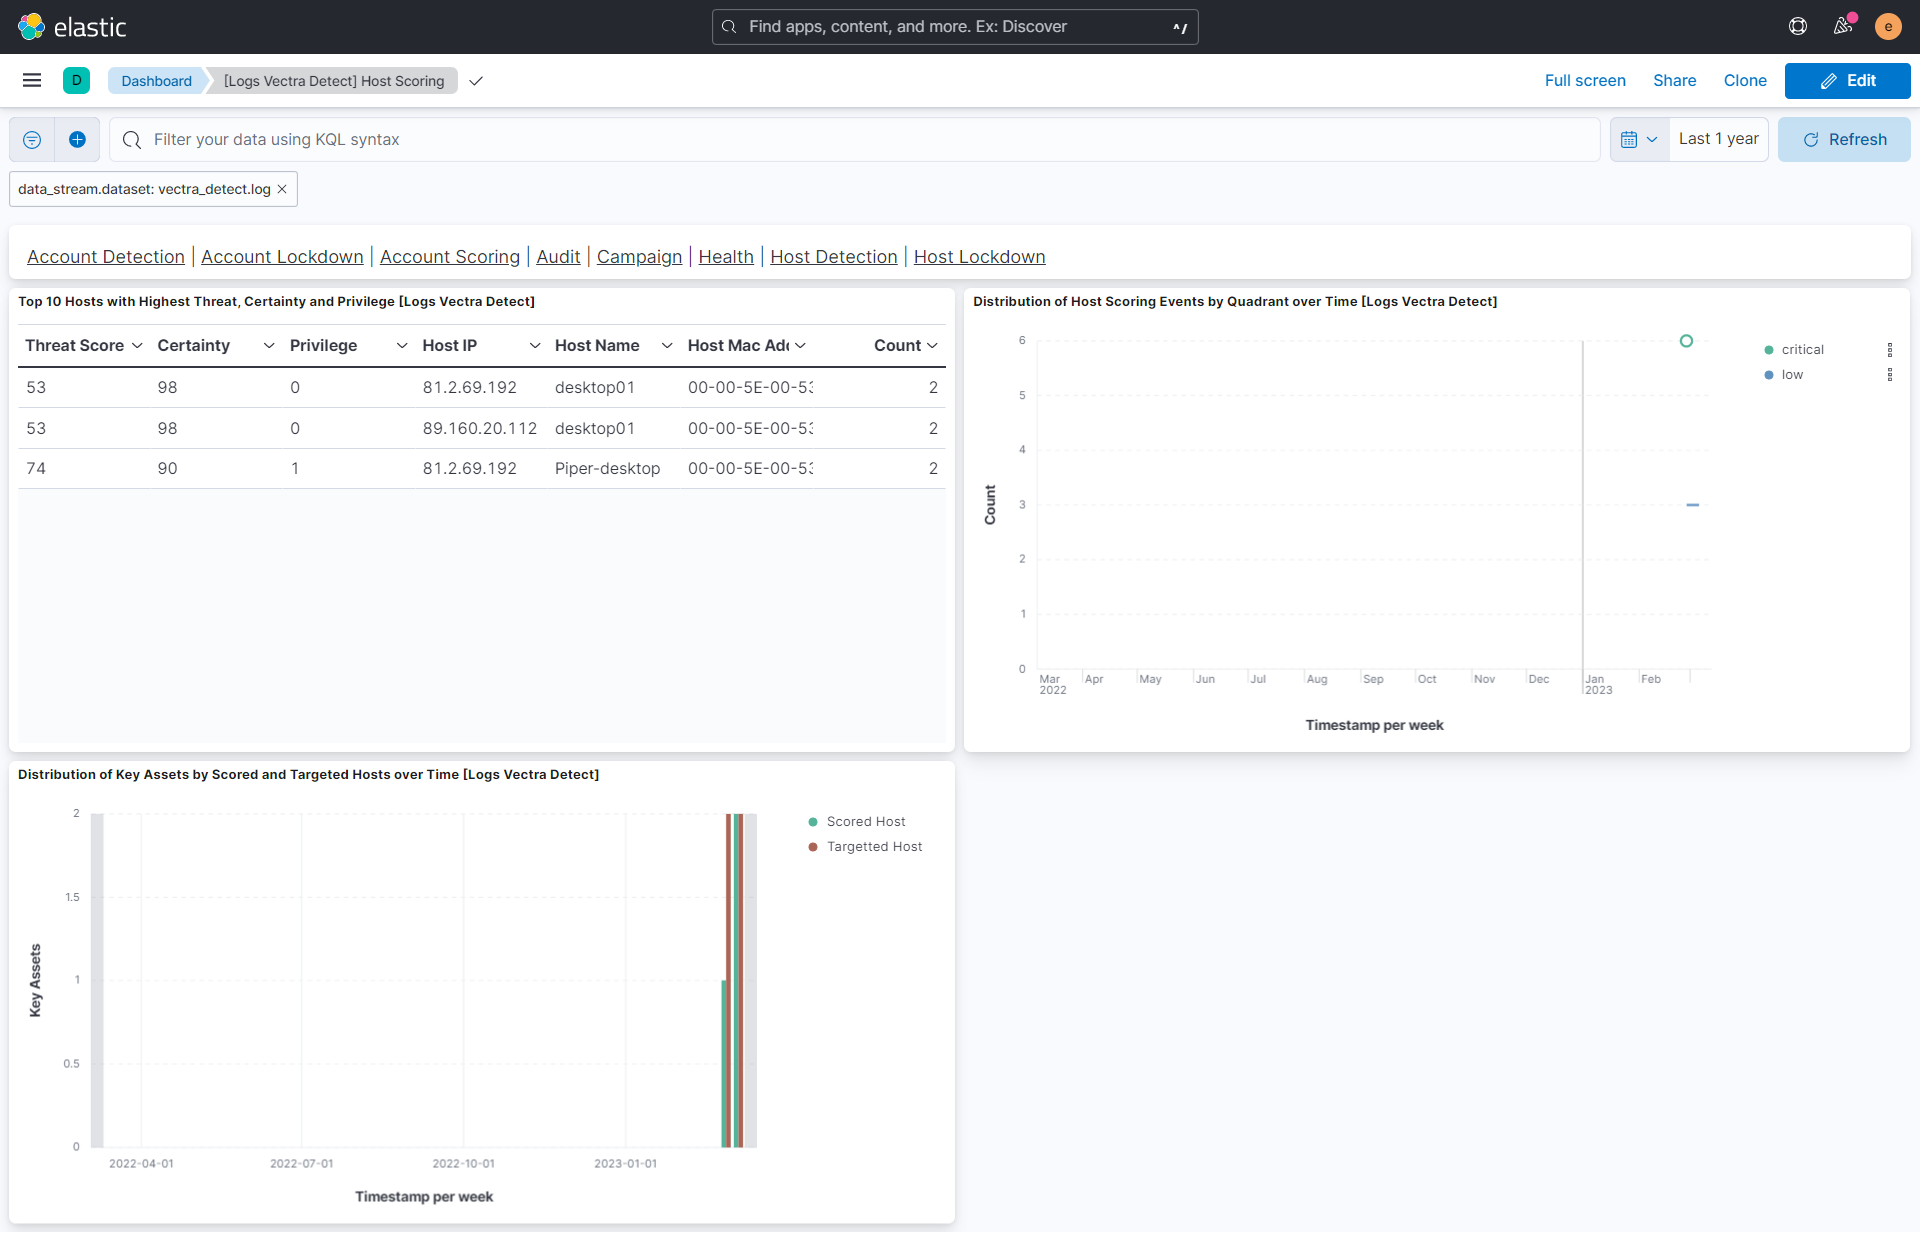 elastic
Find apps, content, and more. Ex: Discover
^/
D
Dashboard
[Logs Vectra Detect] Host Scoring
Full screen
Share
Clone
Edit
e
Filter your data using KQL syntax
Last 1 year
Refresh
data_stream.dataset: vectra_detect.log ×
Account Detection | Account Lockdown | Account Scoring | Audit | Campaign | Health | Host Detection | Host Lockdown
Top 10 Hosts with Highest Threat, Certainty and Privilege [Logs Vectra Detect]
Threat Score Certainty Privilege Host IP Host Name Host Mac Add Count
53 98 0 81.2.69.192 desktop01 00-00-5E-00-53 2
53 98 0 89.160.20.112 desktop01 00-00-5E-00-53 2
74 90 1 81.2.69.192 Piper-desktop 00-00-5E-00-53 2
Distribution of Host Scoring Events by Quadrant over Time [Logs Vectra Detect]
6
5
4
3
2
1
0
Count
Mar Apr May Jun Jul Aug Sep Oct Nov Dec Jan Feb
2022 2023
Timestamp per week
critical
low
Distribution of Key Assets by Scored and Targeted Hosts over Time [Logs Vectra Detect]
2
1.5
1
0.5
0
Key Assets
2022-04-01 2022-07-01 2022-10-01 2023-01-01
Timestamp per week
Scored Host
Targetted Host